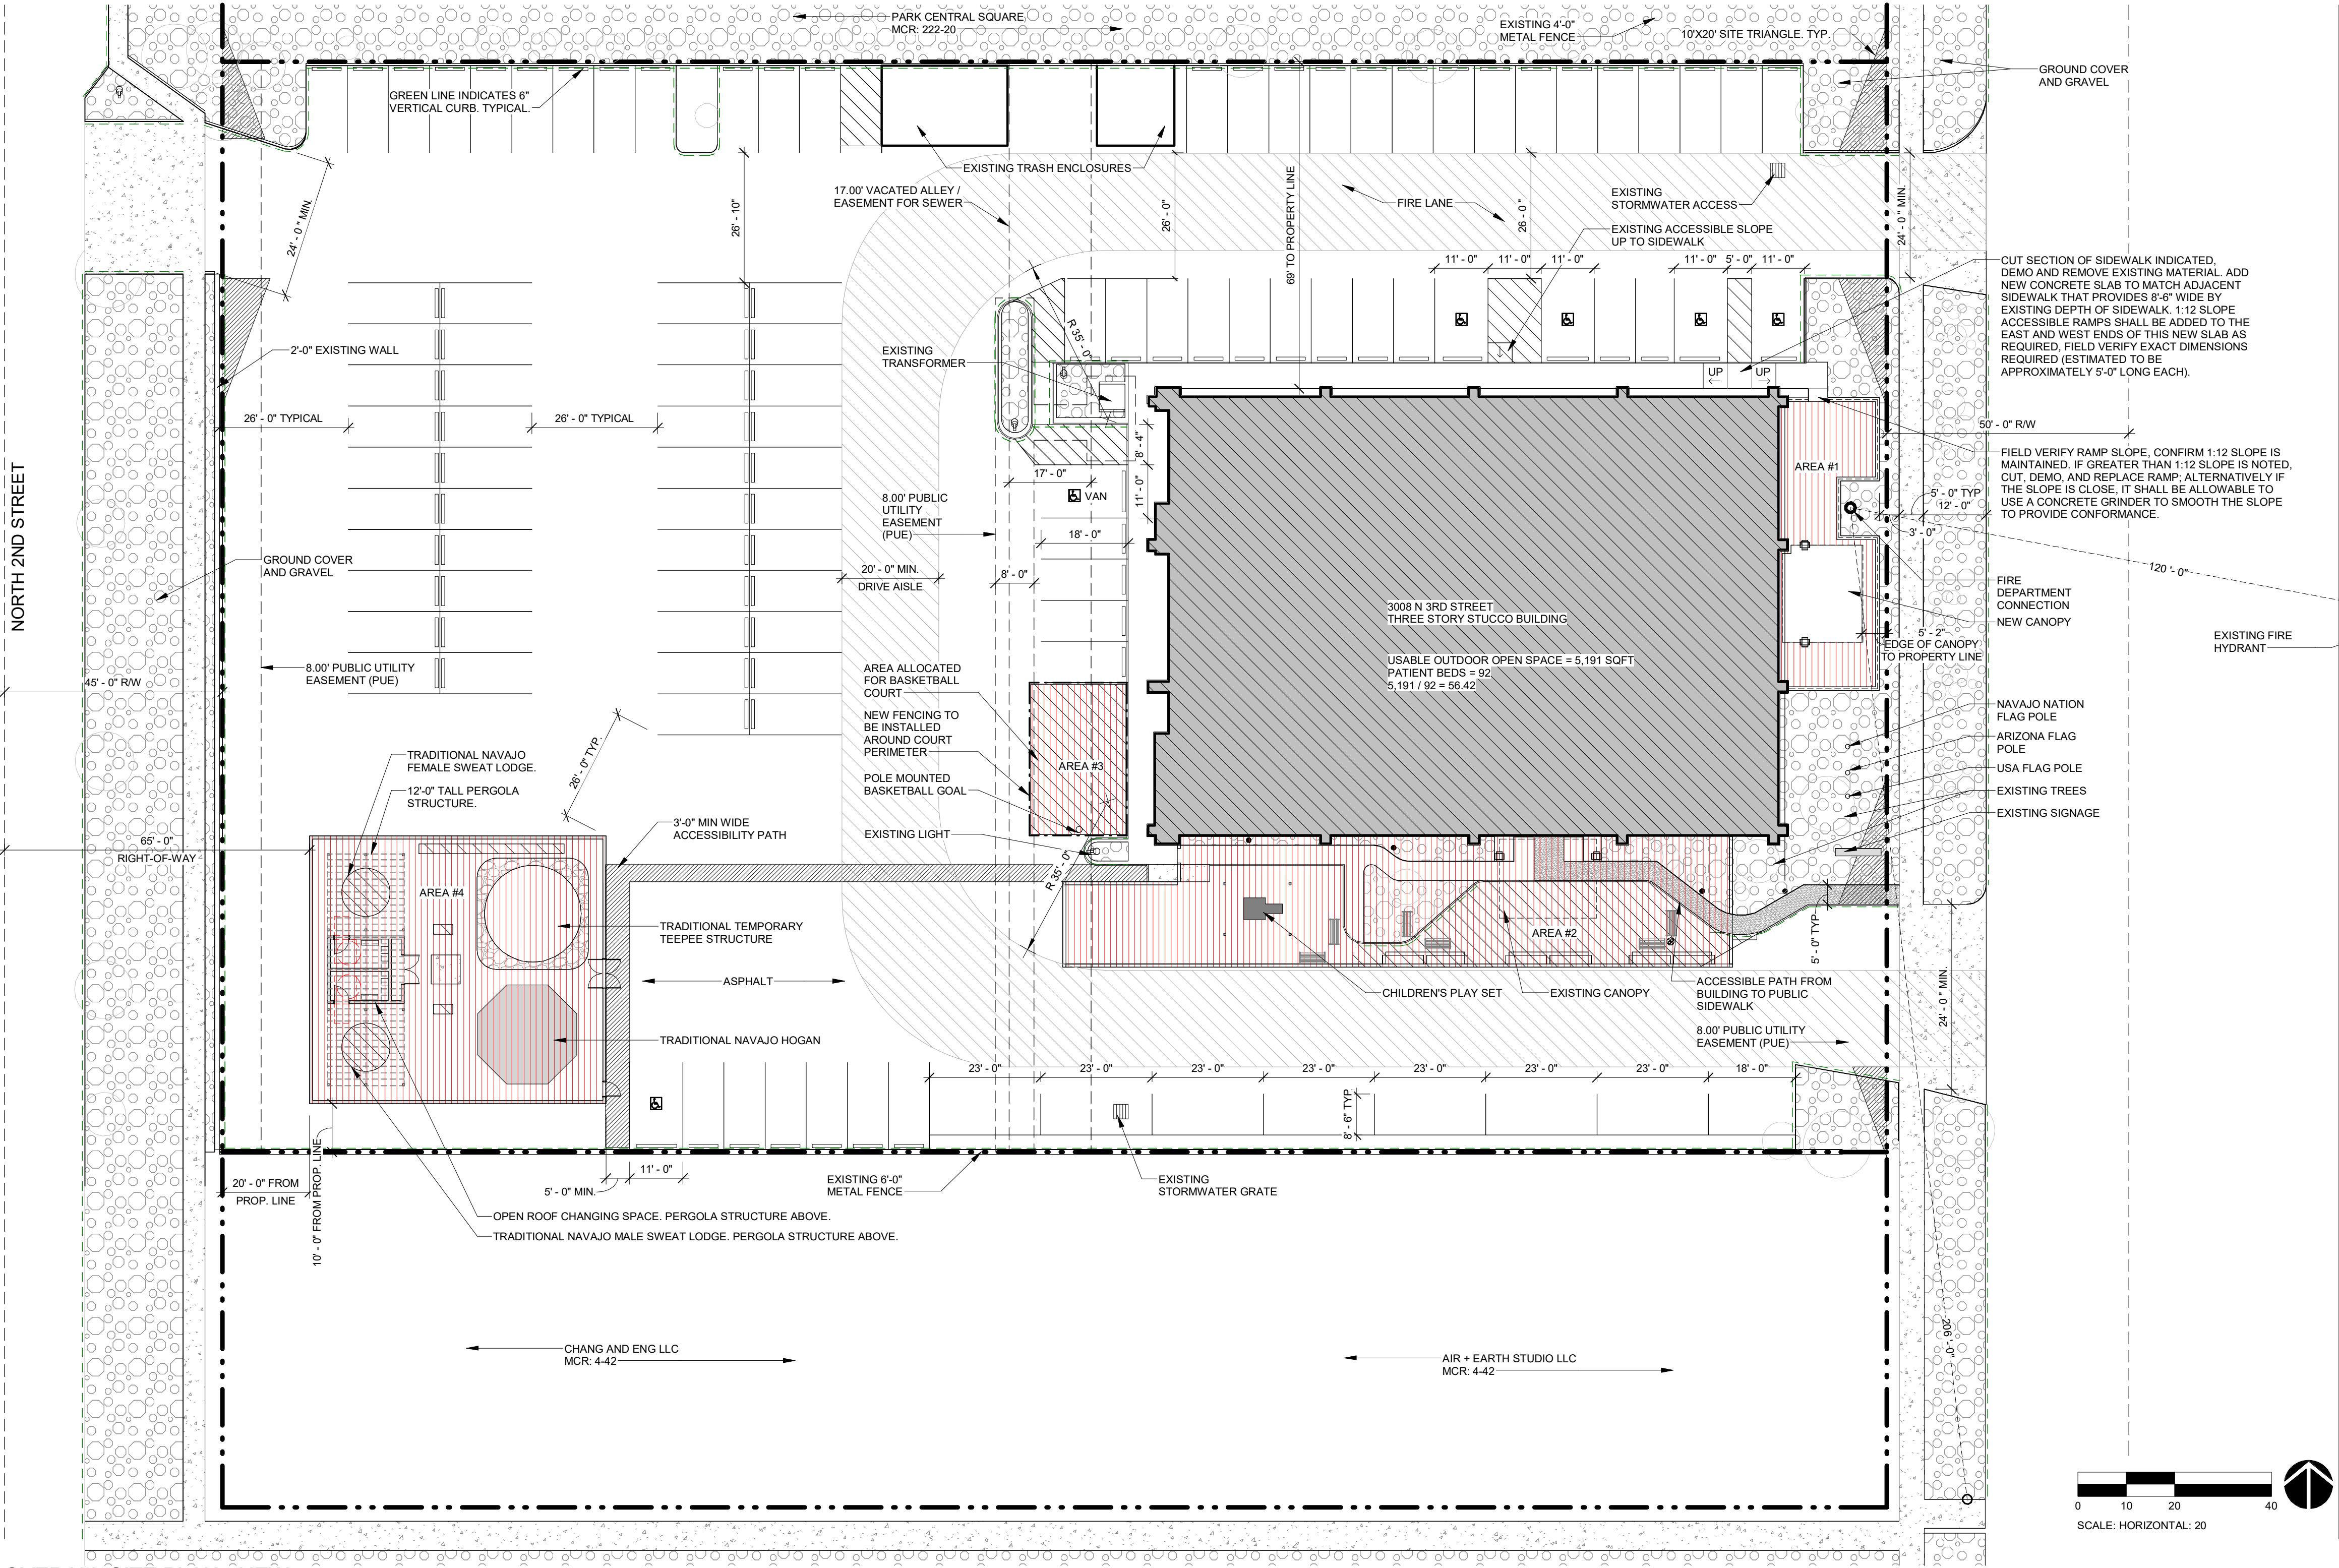 PARK CENTRAL SQUARE
MCR: 222-20
EXISTING 4'-0"
METAL FENCE
10'X20' SITE TRIANGLE. TYP.
GROUND COVER
AND GRAVEL
GREEN LINE INDICATES 6"
VERTICAL CURB. TYPICAL.
EXISTING TRASH ENCLOSURES
17.00' VACATED ALLEY /
EASEMENT FOR SEWER
24' - 0" MIN.
26' - 10"
26' - 0"
69' TO PROPERTY LINE
FIRE LANE
26' - 0"
EXISTING
STORMWATER ACCESS
24' - 0" MIN.
EXISTING ACCESSIBLE SLOPE
UP TO SIDEWALK
11' - 0"
11' - 0"
11' - 0"
11' - 0"
5' - 0"
11' - 0"
CUT SECTION OF SIDEWALK INDICATED,
DEMO AND REMOVE EXISTING MATERIAL. ADD
NEW CONCRETE SLAB TO MATCH ADJACENT
SIDEWALK THAT PROVIDES 8'-6" WIDE BY
EXISTING DEPTH OF SIDEWALK. 1:12 SLOPE
ACCESSIBLE RAMPS SHALL BE ADDED TO THE
EAST AND WEST ENDS OF THIS NEW SLAB AS
REQUIRED, FIELD VERIFY EXACT DIMENSIONS
REQUIRED (ESTIMATED TO BE
APPROXIMATELY 5'-0" LONG EACH).
2'-0" EXISTING WALL
R 35' - 0"
EXISTING
TRANSFORMER
UP
UP
26' - 0" TYPICAL
26' - 0" TYPICAL
50' - 0" R/W
8' - 4"
AREA #1
FIELD VERIFY RAMP SLOPE, CONFIRM 1:12 SLOPE IS
MAINTAINED. IF GREATER THAN 1:12 SLOPE IS NOTED,
CUT, DEMO, AND REPLACE RAMP; ALTERNATIVELY IF
THE SLOPE IS CLOSE, IT SHALL BE ALLOWABLE TO
USE A CONCRETE GRINDER TO SMOOTH THE SLOPE
TO PROVIDE CONFORMANCE.
17' - 0"
VAN
11' - 0"
5' - 0" TYP
12' - 0"
3' - 0"
8.00' PUBLIC
UTILITY
EASEMENT
(PUE)
18' - 0"
NORTH 2ND STREET
GROUND COVER
AND GRAVEL
20' - 0" MIN.
DRIVE AISLE
8' - 0"
120' - 0"
FIRE
DEPARTMENT
CONNECTION
NEW CANOPY
3008 N 3RD STREET
THREE STORY STUCCO BUILDING
5' - 2"
EDGE OF CANOPY
TO PROPERTY LINE
EXISTING FIRE
HYDRANT
USABLE OUTDOOR OPEN SPACE = 5,191 SQFT
PATIENT BEDS = 92
5,191 / 92 = 56.42
8.00' PUBLIC UTILITY
EASEMENT (PUE)
45' - 0" R/W
AREA ALLOCATED
FOR BASKETBALL
COURT
NEW FENCING TO
BE INSTALLED
AROUND COURT
PERIMETER
NAVAJO NATION
FLAG POLE
ARIZONA FLAG
POLE
26' - 0" TYP.
TRADITIONAL NAVAJO
FEMALE SWEAT LODGE.
AREA #3
USA FLAG POLE
12'-0" TALL PERGOLA
STRUCTURE.
POLE MOUNTED
BASKETBALL GOAL
EXISTING TREES
EXISTING SIGNAGE
3'-0" MIN WIDE
ACCESSIBILITY PATH
EXISTING LIGHT
65' - 0"
RIGHT-OF-WAY
R 35' - 0"
AREA #4
TRADITIONAL TEMPORARY
TEEPEE STRUCTURE
AREA #2
5' - 0" TYP
ASPHALT
CHILDREN'S PLAY SET
EXISTING CANOPY
ACCESSIBLE PATH FROM
BUILDING TO PUBLIC
SIDEWALK
24' - 0" MIN.
TRADITIONAL NAVAJO HOGAN
8.00' PUBLIC UTILITY
EASEMENT (PUE)
23' - 0"
23' - 0"
23' - 0"
23' - 0"
23' - 0"
23' - 0"
23' - 0"
18' - 0"
8' - 6" TYP
10' - 0" FROM PROP. LINE
20' - 0" FROM
PROP. LINE
11' - 0"
5' - 0" MIN.
EXISTING 6'-0"
METAL FENCE
EXISTING
STORMWATER GRATE
OPEN ROOF CHANGING SPACE. PERGOLA STRUCTURE ABOVE.
TRADITIONAL NAVAJO MALE SWEAT LODGE. PERGOLA STRUCTURE ABOVE.
206' - 0"
CHANG AND ENG LLC
MCR: 4-42
AIR + EARTH STUDIO LLC
MCR: 4-42
0 10 20 40
SCALE: HORIZONTAL: 20